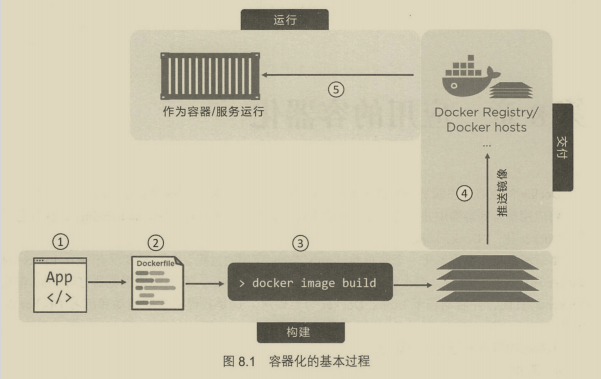 运行
⑤
作为容器/服务运行
Docker Registry/
Docker hosts
...
交付
④
推送镜像
①
②
③
App
</>
Dockerfile
> docker image build
构建
图 8.1 容器化的基本过程